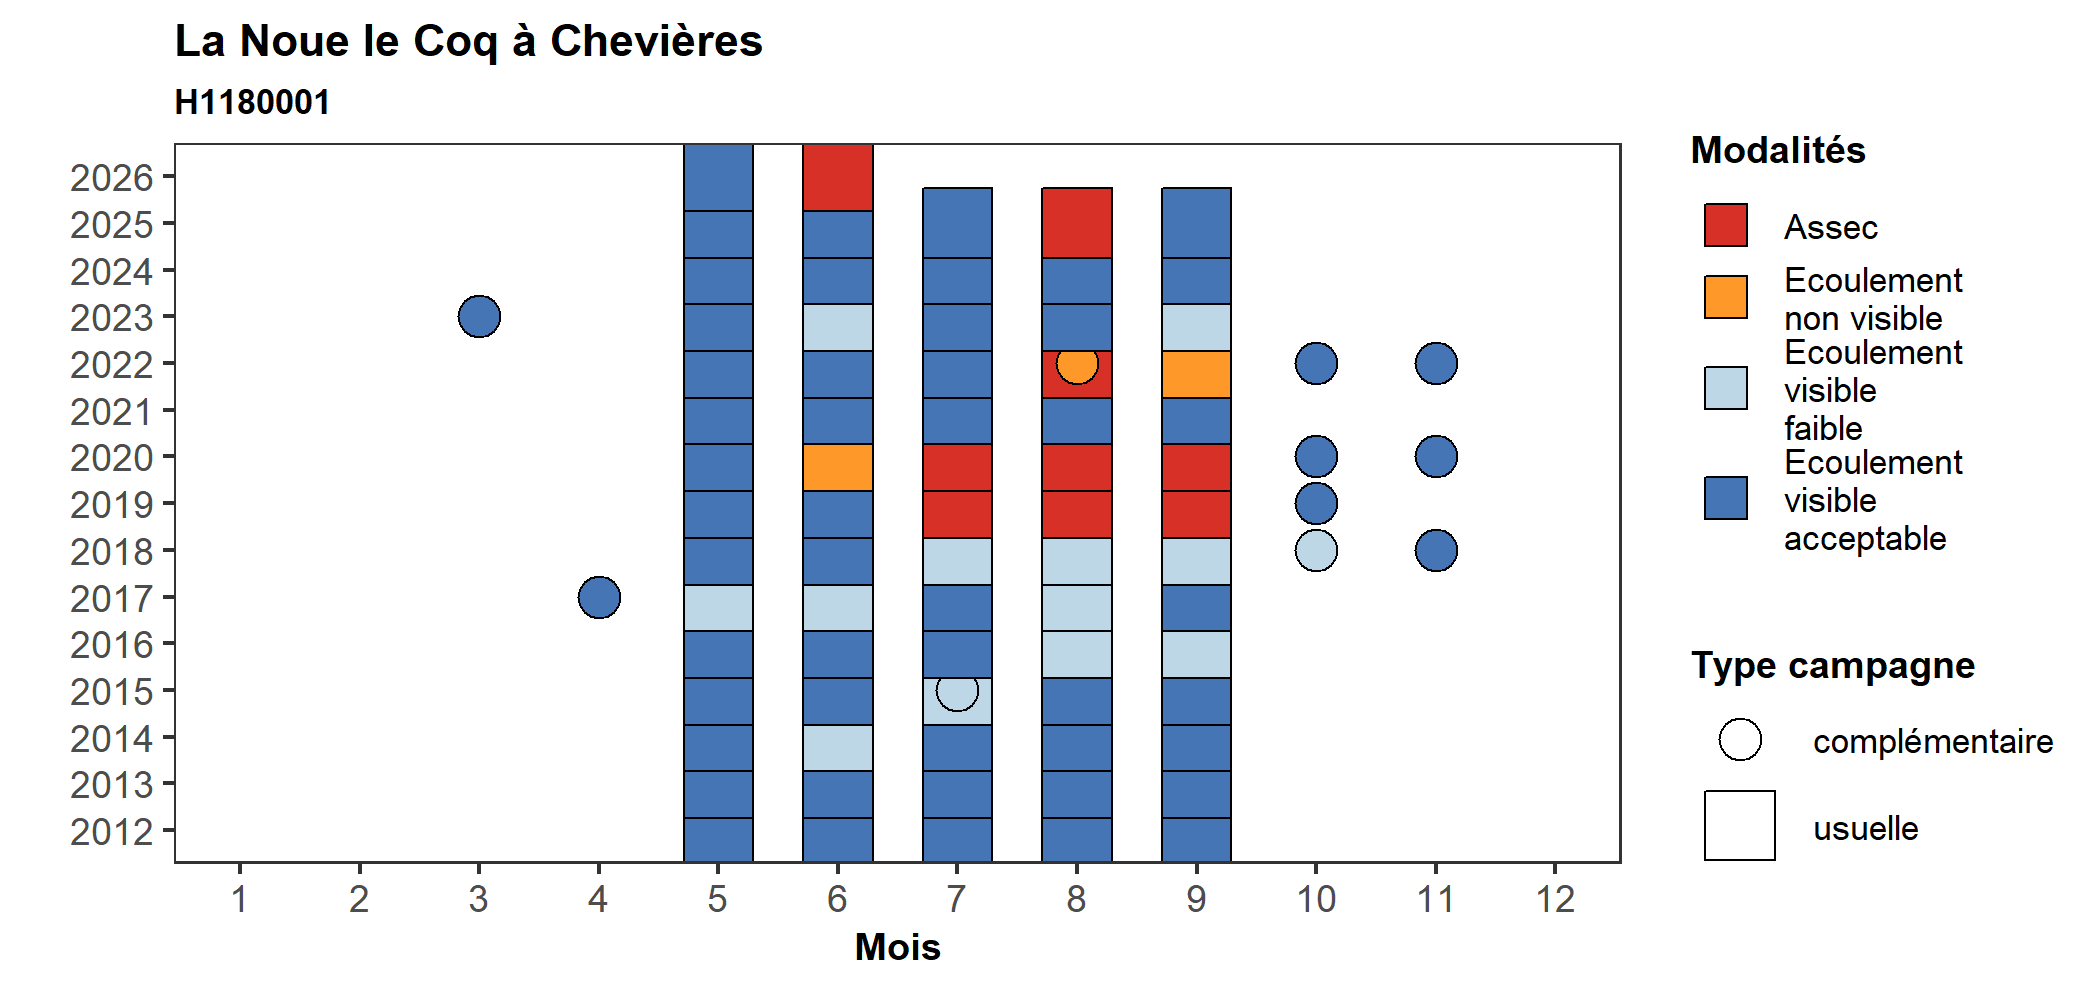 La Noue le Coq à Chevières
H1180001
2026
2025
2024
2023
2022
2021
2020
2019
2018
2017
2016
2015
2014
2013
2012
1 2 3 4 5 6 7 8 9 10 11 12
Mois
Modalités
Assec
Ecoulement
non visible
Ecoulement
visible
faible
Ecoulement
visible
acceptable
Type campagne
complémentaire
usuelle